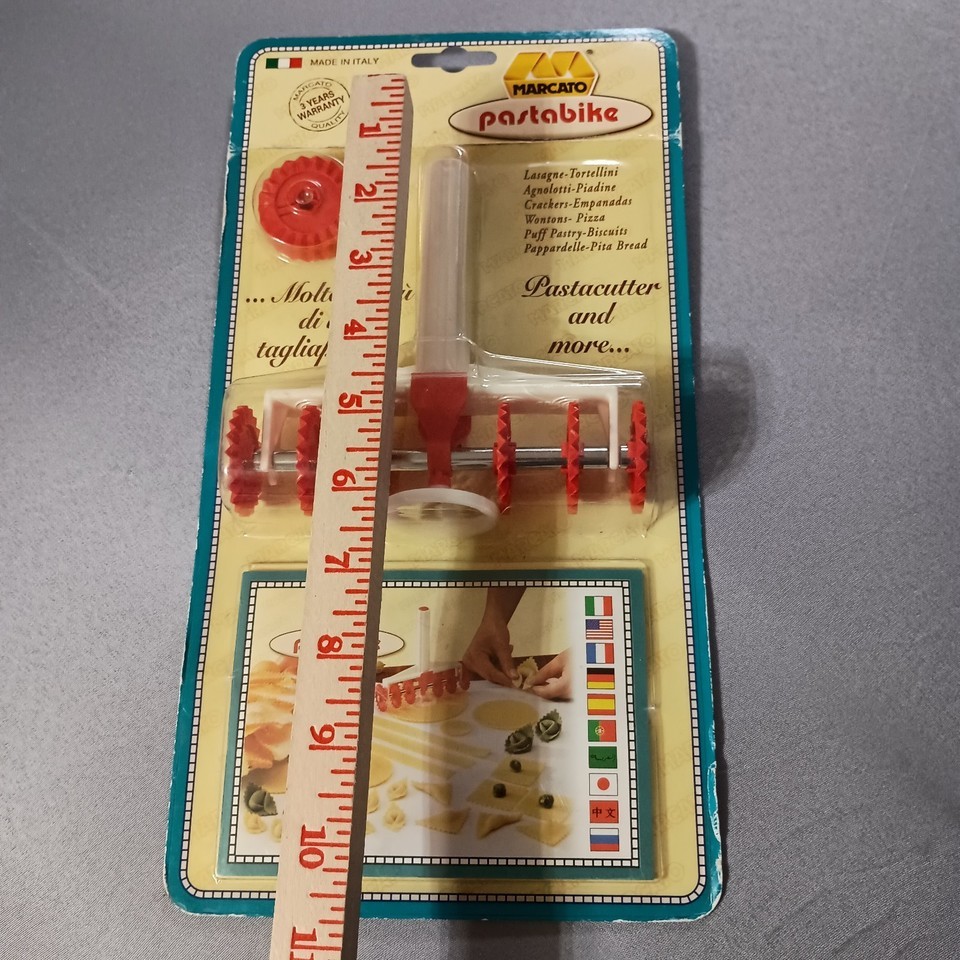 MADE IN ITALY
MARCATO
3 YEARS
WARRANTY
QUALITY
MARCATO
pastabike
Lasagne-Tortellini
Agnolotti-Piadine
Crackers-Empanadas
Wontons- Pizza
Puff Pastry-Biscuits
Pappardelle-Pita Bread
... Molto
di
Pastacutter
and
more...
1
2
3
4
5
6
7
8
9
10
11
中文